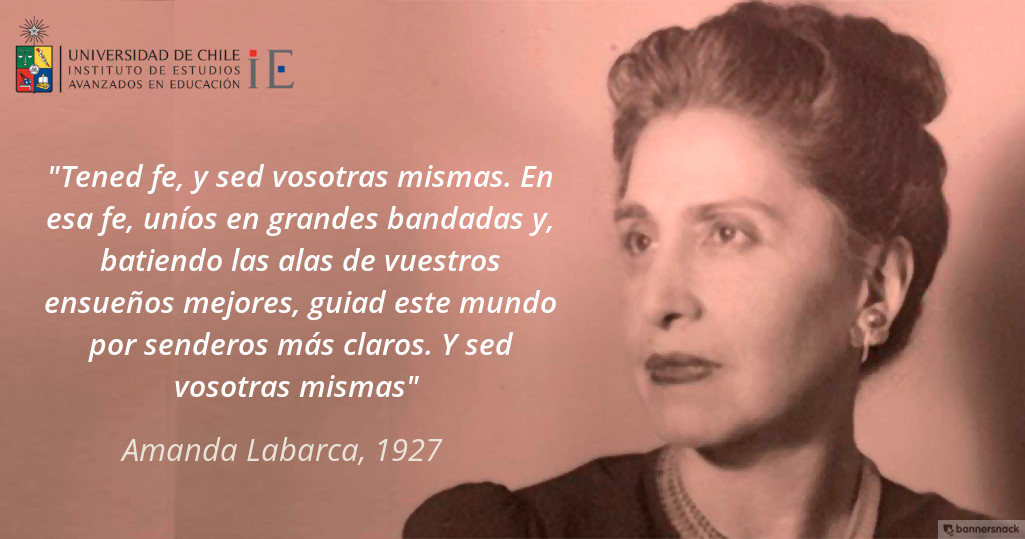 UNIVERSIDAD DE CHILE
INSTITUTO DE ESTUDIOS
AVANZADOS EN EDUCACIÓN
iE
"Tened fe, y sed vosotras mismas. En
esa fe, uníos en grandes bandadas y,
batiendo las alas de vuestros
ensueños mejores, guiad este mundo
por senderos más claros. Y sed
vosotras mismas"
Amanda Labarca, 1927
bannersnack